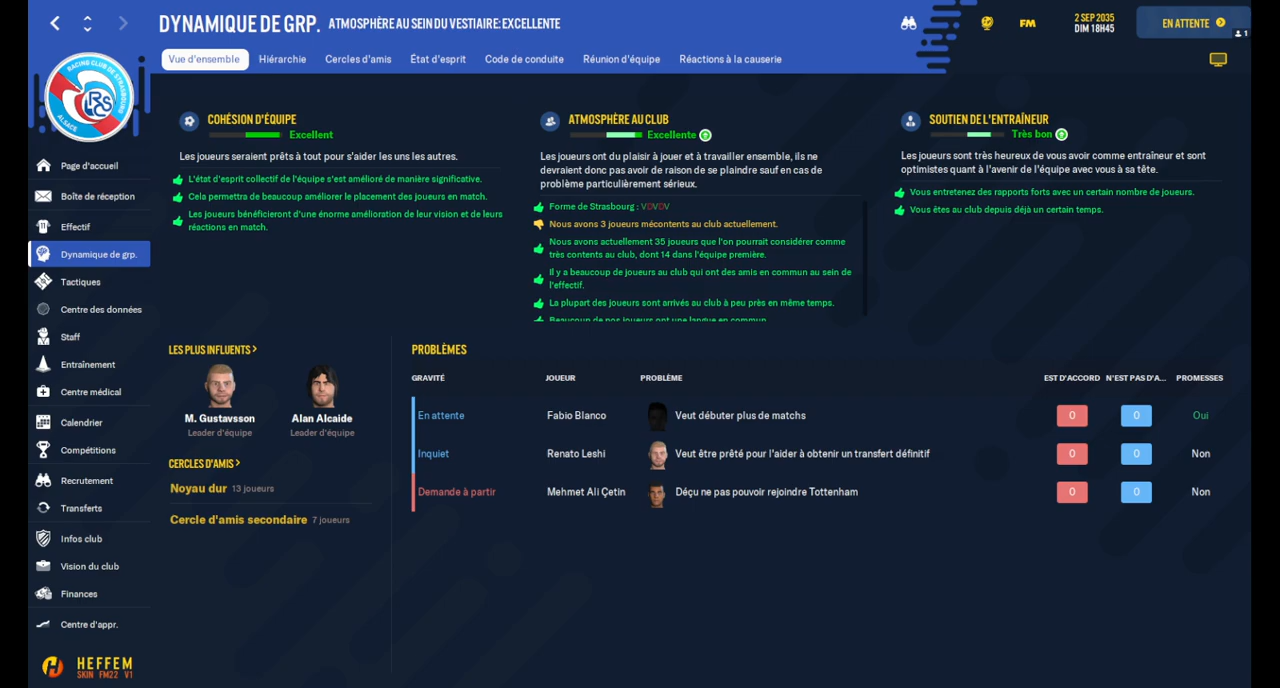 DYNAMIQUE DE GRP. ATMOSPHÈRE AU SEIN DU VESTIAIRE: EXCELLENTE
FM
2 SEP 2035
DIM 18H45
EN ATTENTE
1
Vue d'ensemble
Hiérarchie
Cercles d'amis
État d'esprit
Code de conduite
Réunion d'équipe
Réactions à la causerie
RACING CLUB DE STRASBOURG
ALSACE
RCS
Page d'accueil
Boîte de réception
Effectif
Dynamique de grp.
Tactiques
Centre des données
Staff
Entraînement
Centre médical
Calendrier
Compétitions
Recrutement
Transferts
Infos club
Vision du club
Finances
Centre d'appr.
HEFFEM
SKIN FM22 V1
COHÉSION D'ÉQUIPE
Excellent
Les joueurs seraient prêts à tout pour s'aider les uns les autres.
L'état d'esprit collectif de l'équipe s'est amélioré de manière significative.
Cela permettra de beaucoup améliorer le placement des joueurs en match.
Les joueurs bénéficieront d'une énorme amélioration de leur vision et de leurs
réactions en match.
ATMOSPHÈRE AU CLUB
Excellente
Les joueurs ont du plaisir à jouer et à travailler ensemble, ils ne
devraient donc pas avoir de raison de se plaindre sauf en cas de
problème particulièrement sérieux.
Forme de Strasbourg : VDVDV
Nous avons 3 joueurs mécontents au club actuellement.
Nous avons actuellement 35 joueurs que l'on pourrait considérer comme
très contents au club, dont 14 dans l'équipe première.
Il y a beaucoup de joueurs au club qui ont des amis en commun au sein de
l'effectif.
La plupart des joueurs sont arrivés au club à peu près en même temps.
Beaucoup de nos joueurs ont une langue en commun.
SOUTIEN DE L'ENTRAÎNEUR
Très bon
Les joueurs sont très heureux de vous avoir comme entraîneur et sont
optimistes quant à l'avenir de l'équipe avec vous à sa tête.
Vous entretenez des rapports forts avec un certain nombre de joueurs.
Vous êtes au club depuis déjà un certain temps.
LES PLUS INFLUENTS >
M. Gustavsson
Leader d'équipe
Alan Alcaide
Leader d'équipe
CERCLES D'AMIS >
Noyau dur 13 joueurs
Cercle d'amis secondaire 7 joueurs
PROBLÈMES
GRAVITÉ JOUEUR PROBLÈME EST D'ACCORD N'EST PAS D'A... PROMESSES
En attente Fabio Blanco Veut débuter plus de matchs 0 0 Oui
Inquiet Renato Leshi Veut être prêté pour l'aider à obtenir un transfert définitif 0 0 Non
Demande à partir Mehmet Ali Çetin Déçu ne pas pouvoir rejoindre Tottenham 0 0 Non